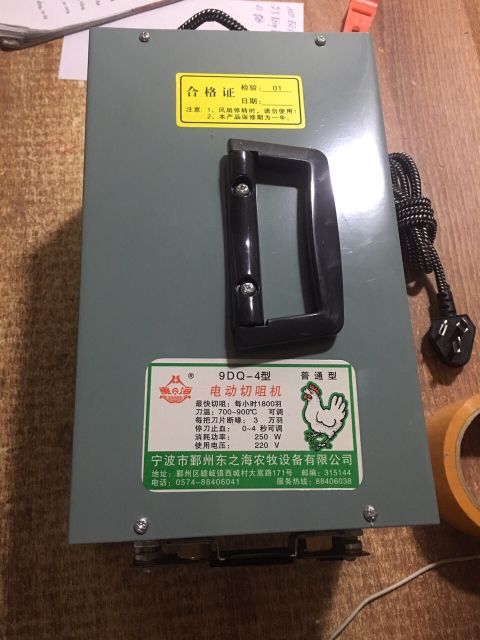 合格证
检验：01
日期：
注意：1、风扇停转时，请勿使用！
2、本产品保修期为一年。
东之海®
9DQ-4型 普通型
电动切咀机
最快切咀：每小时1800羽
刀温：700-900℃ 可调
每把刀片断喙：3 万羽
停刀止血：0~4 秒可调
消耗功率：250 W
使用电压：220 V
宁波市鄞州东之海农牧设备有限公司
地址：鄞州区瞻岐镇西城村大嵩路171号 邮编：315144
电话：0574-88406041 服务热线：88406038